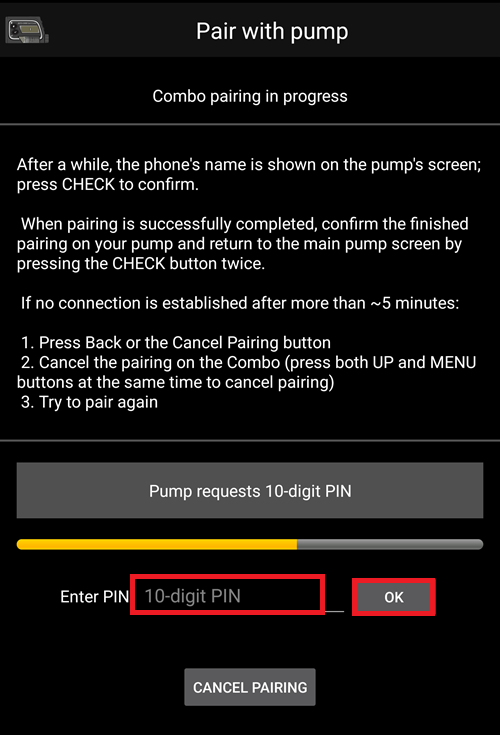 Pair with pump
Combo pairing in progress
After a while, the phone's name is shown on the pump's screen;
press CHECK to confirm.
When pairing is successfully completed, confirm the finished
pairing on your pump and return to the main pump screen by
pressing the CHECK button twice.
If no connection is established after more than ~5 minutes:
1. Press Back or the Cancel Pairing button
2. Cancel the pairing on the Combo (press both UP and MENU
buttons at the same time to cancel pairing)
3. Try to pair again
Pump requests 10-digit PIN
Enter PIN 10-digit PIN OK
CANCEL PAIRING